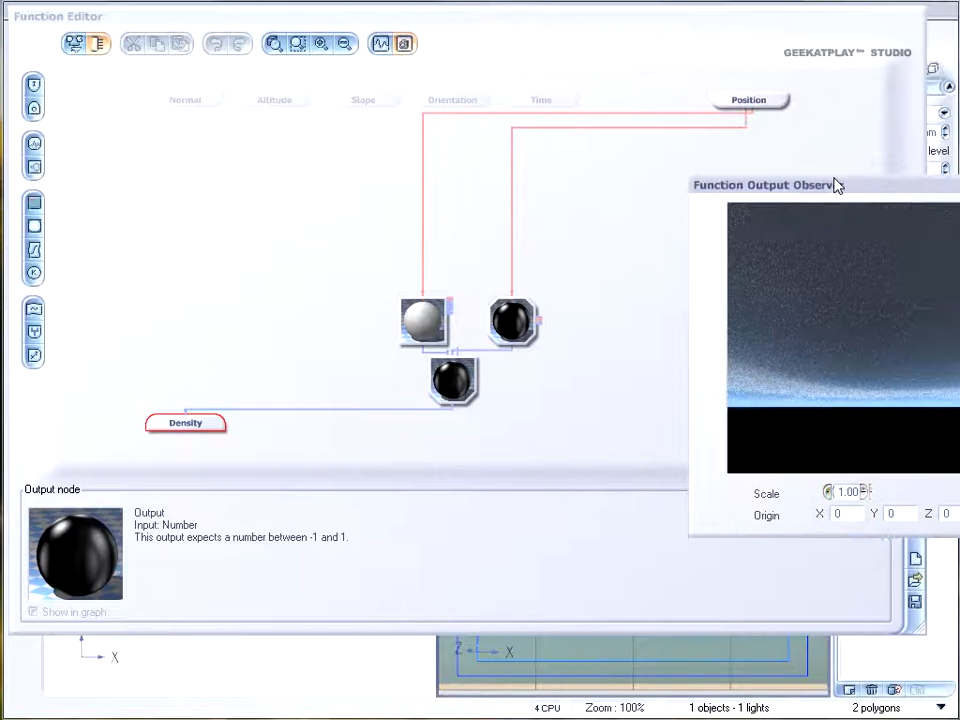 Function Editor
GEEKATPLAY™ STUDIO
Normal Altitude Slope Orientation Time Position
level
Function Output Observer
Density
Scale 1.00
Origin X 0 Y 0 Z 0
Output node
Output
Input: Number
This output expects a number between -1 and 1.
Show in graph
X
Z X
4 CPU Zoom : 100% 1 objects - 1 lights 2 polygons